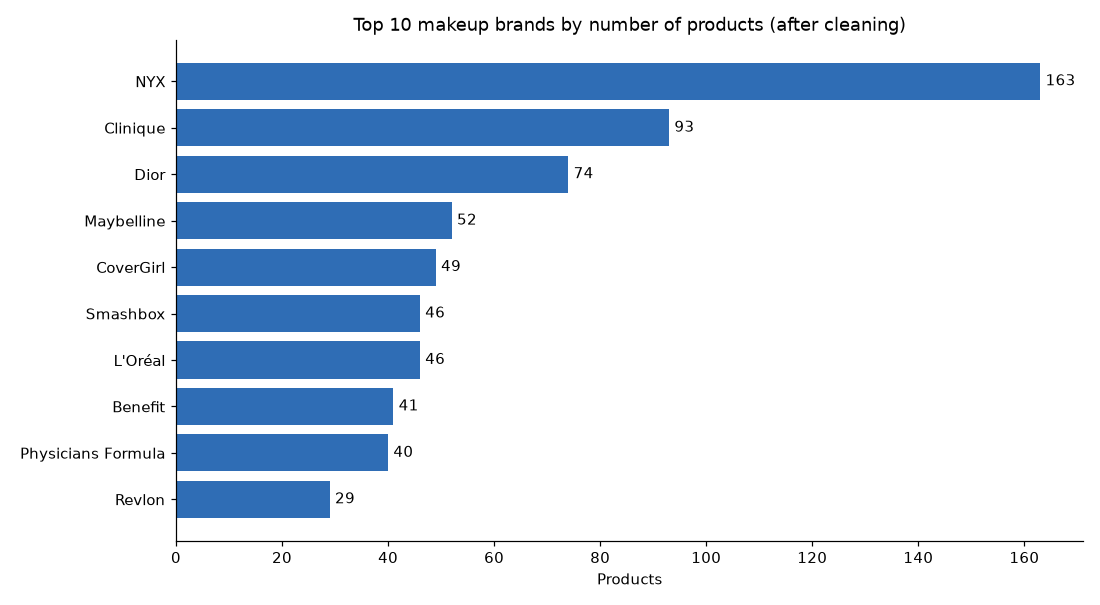 Top 10 makeup brands by number of products (after cleaning)
NYX 163
Clinique 93
Dior 74
Maybelline 52
CoverGirl 49
Smashbox 46
L'Oréal 46
Benefit 41
Physicians Formula 40
Revlon 29
0 20 40 60 80 100 120 140 160
Products